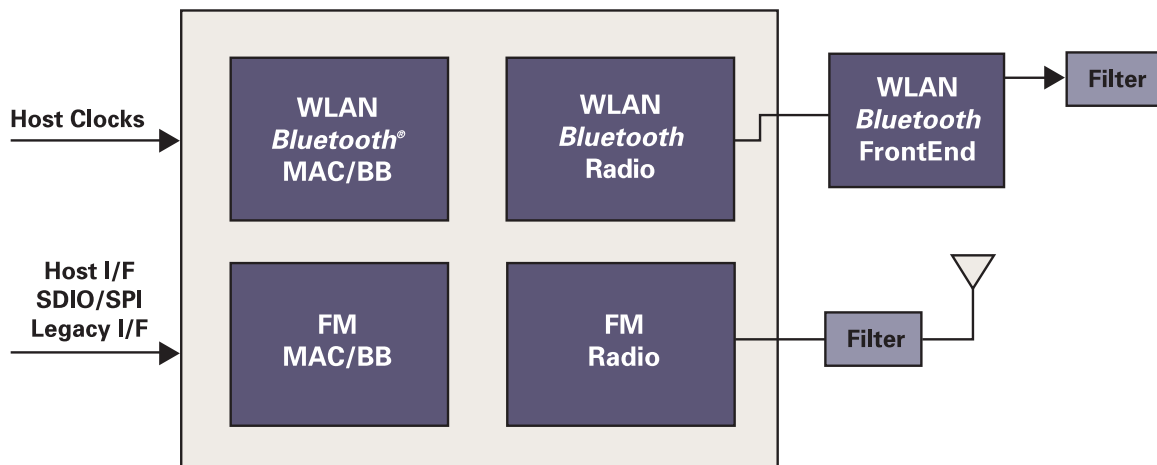 Host Clocks
Host I/F
SDIO/SPI
Legacy I/F
WLAN
Bluetooth®
MAC/BB
WLAN
Bluetooth
Radio
FM
MAC/BB
FM
Radio
WLAN
Bluetooth
FrontEnd
Filter
Filter